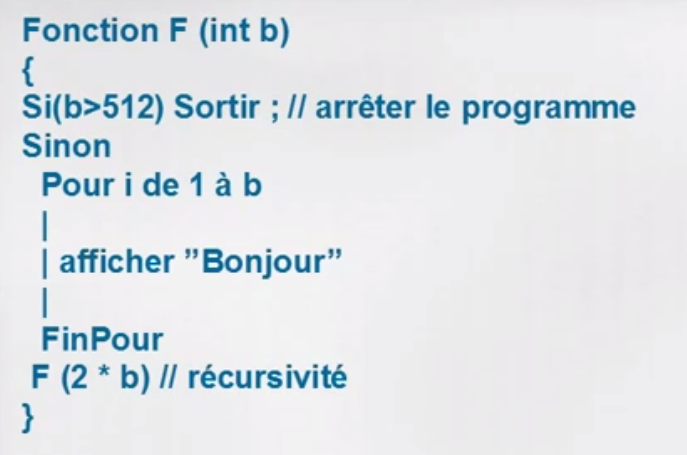 Fonction F (int b)
{
Si(b>512) Sortir ; // arrêter le programme
Sinon
Pour i de 1 à b
|
| afficher ”Bonjour”
|
FinPour
F (2 * b) // récursivité
}